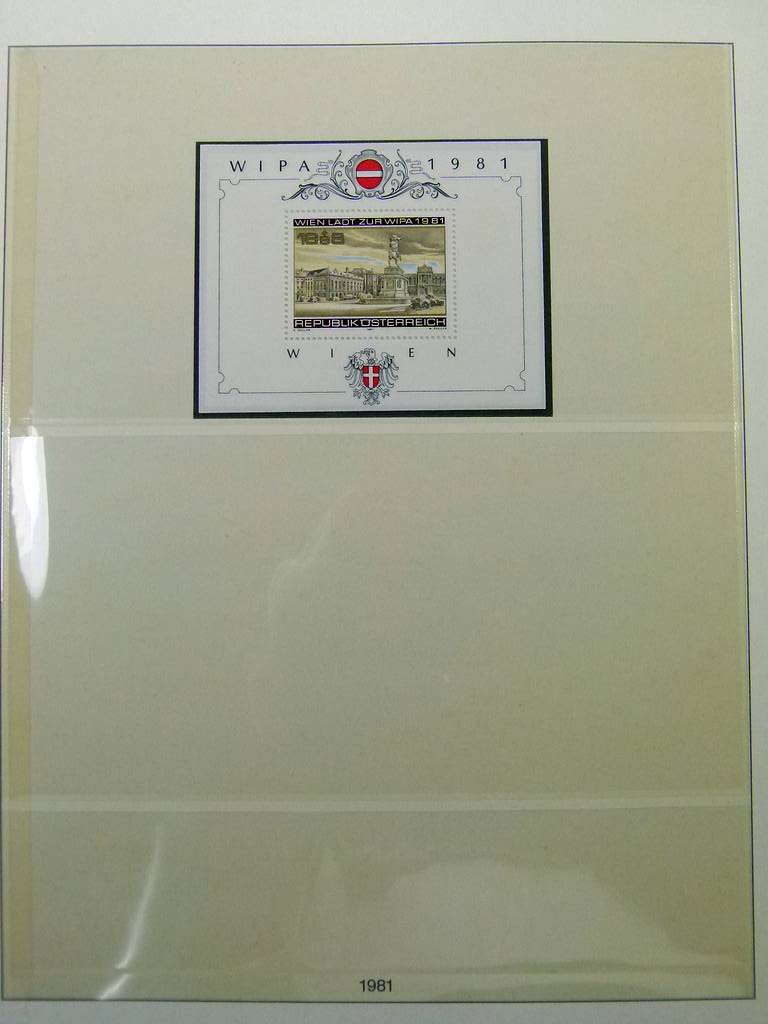 WIPA 1981
WIEN LÄDT ZUR WIPA 1981
REPUBLIK ÖSTERREICH
WIEN
1981